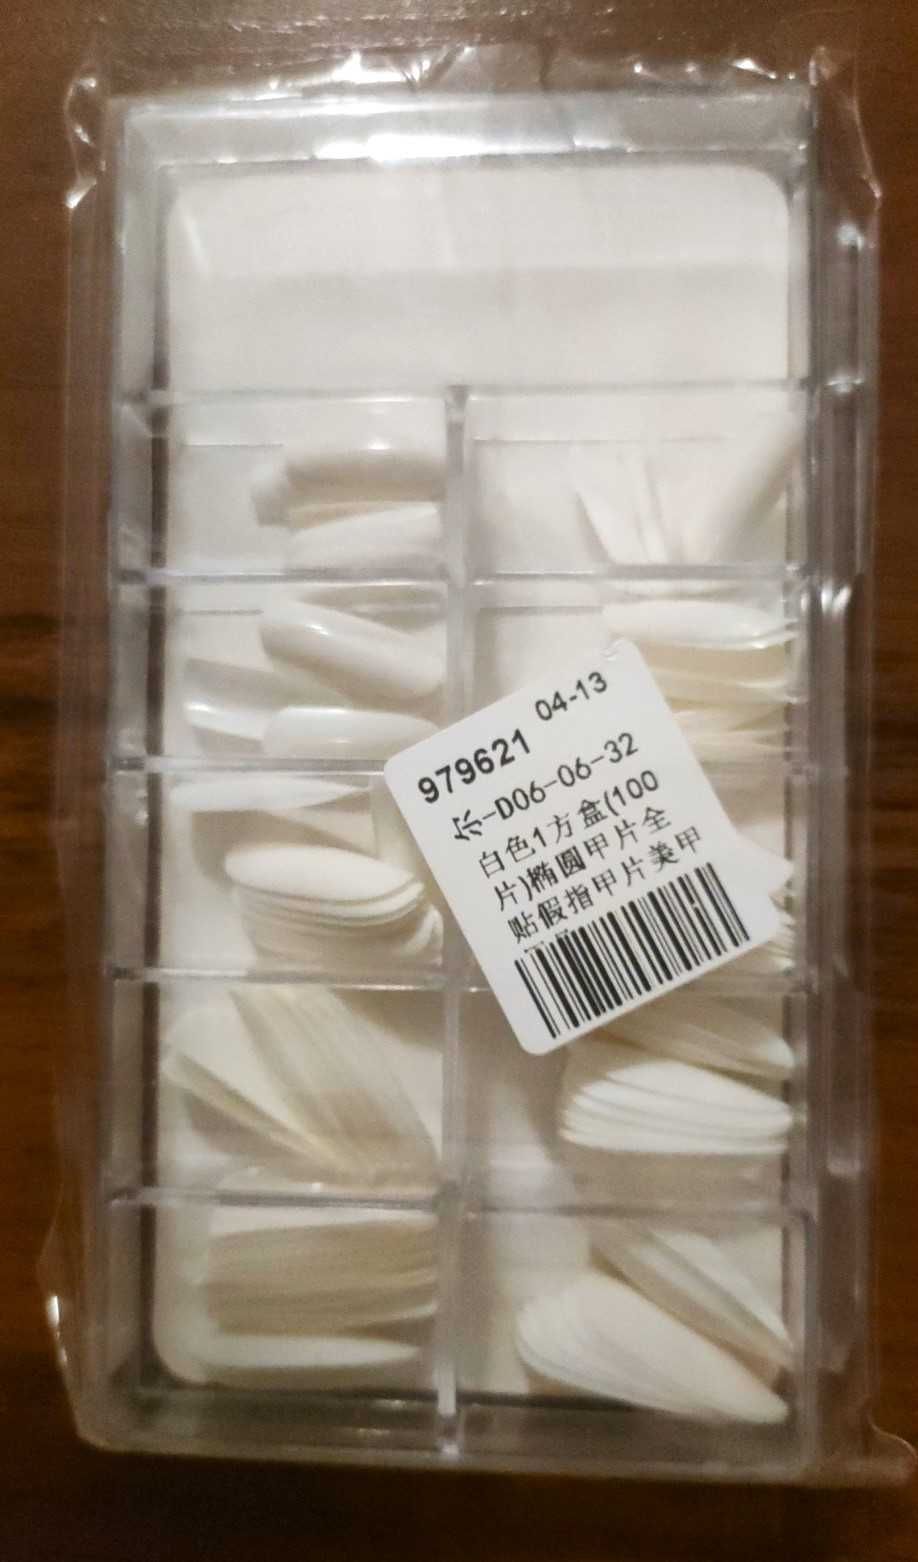 979621 04-13
尔-D06-06-32
白色1方盒(100
片)椭圆甲片全
贴假指甲片美甲